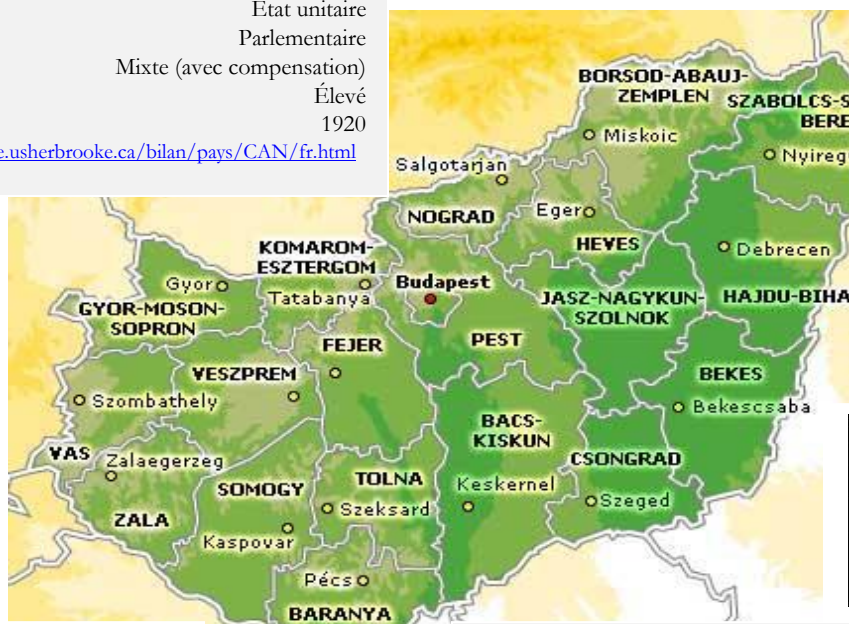 État unitaire
Parlementaire
Mixte (avec compensation)
Élevé
1920
e.usherbrooke.ca/bilan/pays/CAN/fr.html
BORSOD-ABAUJ-
ZEMPLEN
SZABOLCS-S
BERE
Miskoic
Nyireg
Salgotarjan
NOGRAD
Eger
HEVES
Debrecen
KOMAROM-
ESZTERGOM
Gyor
Tatabanya
Budapest
GYOR-MOSON-
SOPRON
JASZ-NAGYKUN-
SZOLNOK
HAJDU-BIHA
FEJER
PEST
VESZPREM
BEKES
Szombathely
Bekescsaba
BACS-
KISKUN
VAS
Zalaegerzeg
CSONGRAD
TOLNA
SOMOGY
Keskernel
Szeksard
Szeged
ZALA
Kaspovar
Pécs
BARANYA